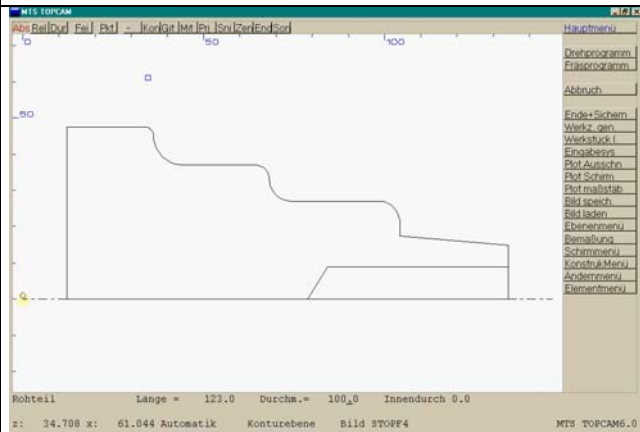 MTS TOPCAM
Abs Rel Dur Fei Pkt - Kon Git Mit Pri Sni Zen End Son
Hauptmenü
0 50 100
Drehprogramm
Fräsprogramm
Abbruch
50
Ende+Sichern
Werkz. gen.
Werkstück l.
Eingabesys
Plot Ausschn
Plot Schirm
Plot maßstäb
Bild speich.
Bild laden
Ebenenmenü
Bemaßung
Schirmmenü
KonstrukMenü
Ändernmenü
Elementmenü
0
Rohteil Lange = 123.0 Durchm.= 100.0 Innendurch 0.0
z: 34.708 x: 61.044 Automatik Konturebene Bild STOPF4 MTS TOPCAM6.0